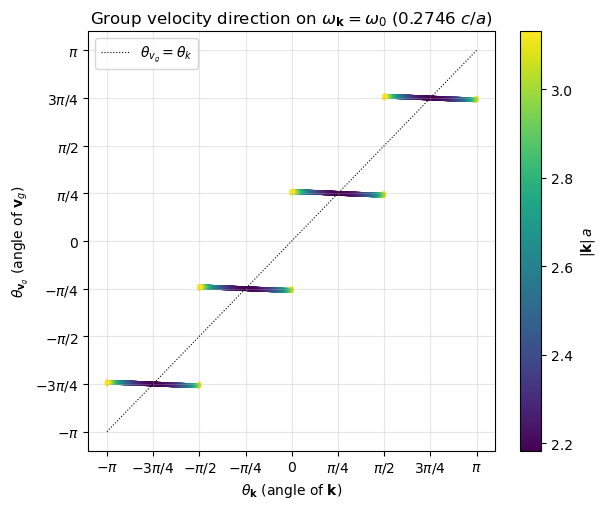 Group velocity direction on ω𝐤 = ω₀ (0.2746 c/a)
θ_{v_g} = θ_k
π
3π/4
π/2
π/4
0
−π/4
−π/2
−3π/4
−π
θ_{𝐯_g} (angle of 𝐯_g)
−π −3π/4 −π/2 −π/4 0 π/4 π/2 3π/4 π
θ_𝐤 (angle of 𝐤)
3.0
2.8
2.6
2.4
2.2
|𝐤| a